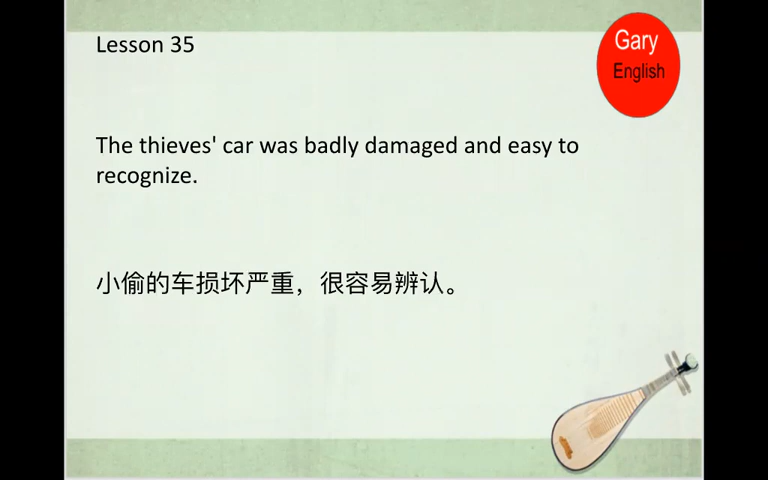 Lesson 35
Gary
English
The thieves' car was badly damaged and easy to
recognize.
小偷的车损坏严重，很容易辨认。